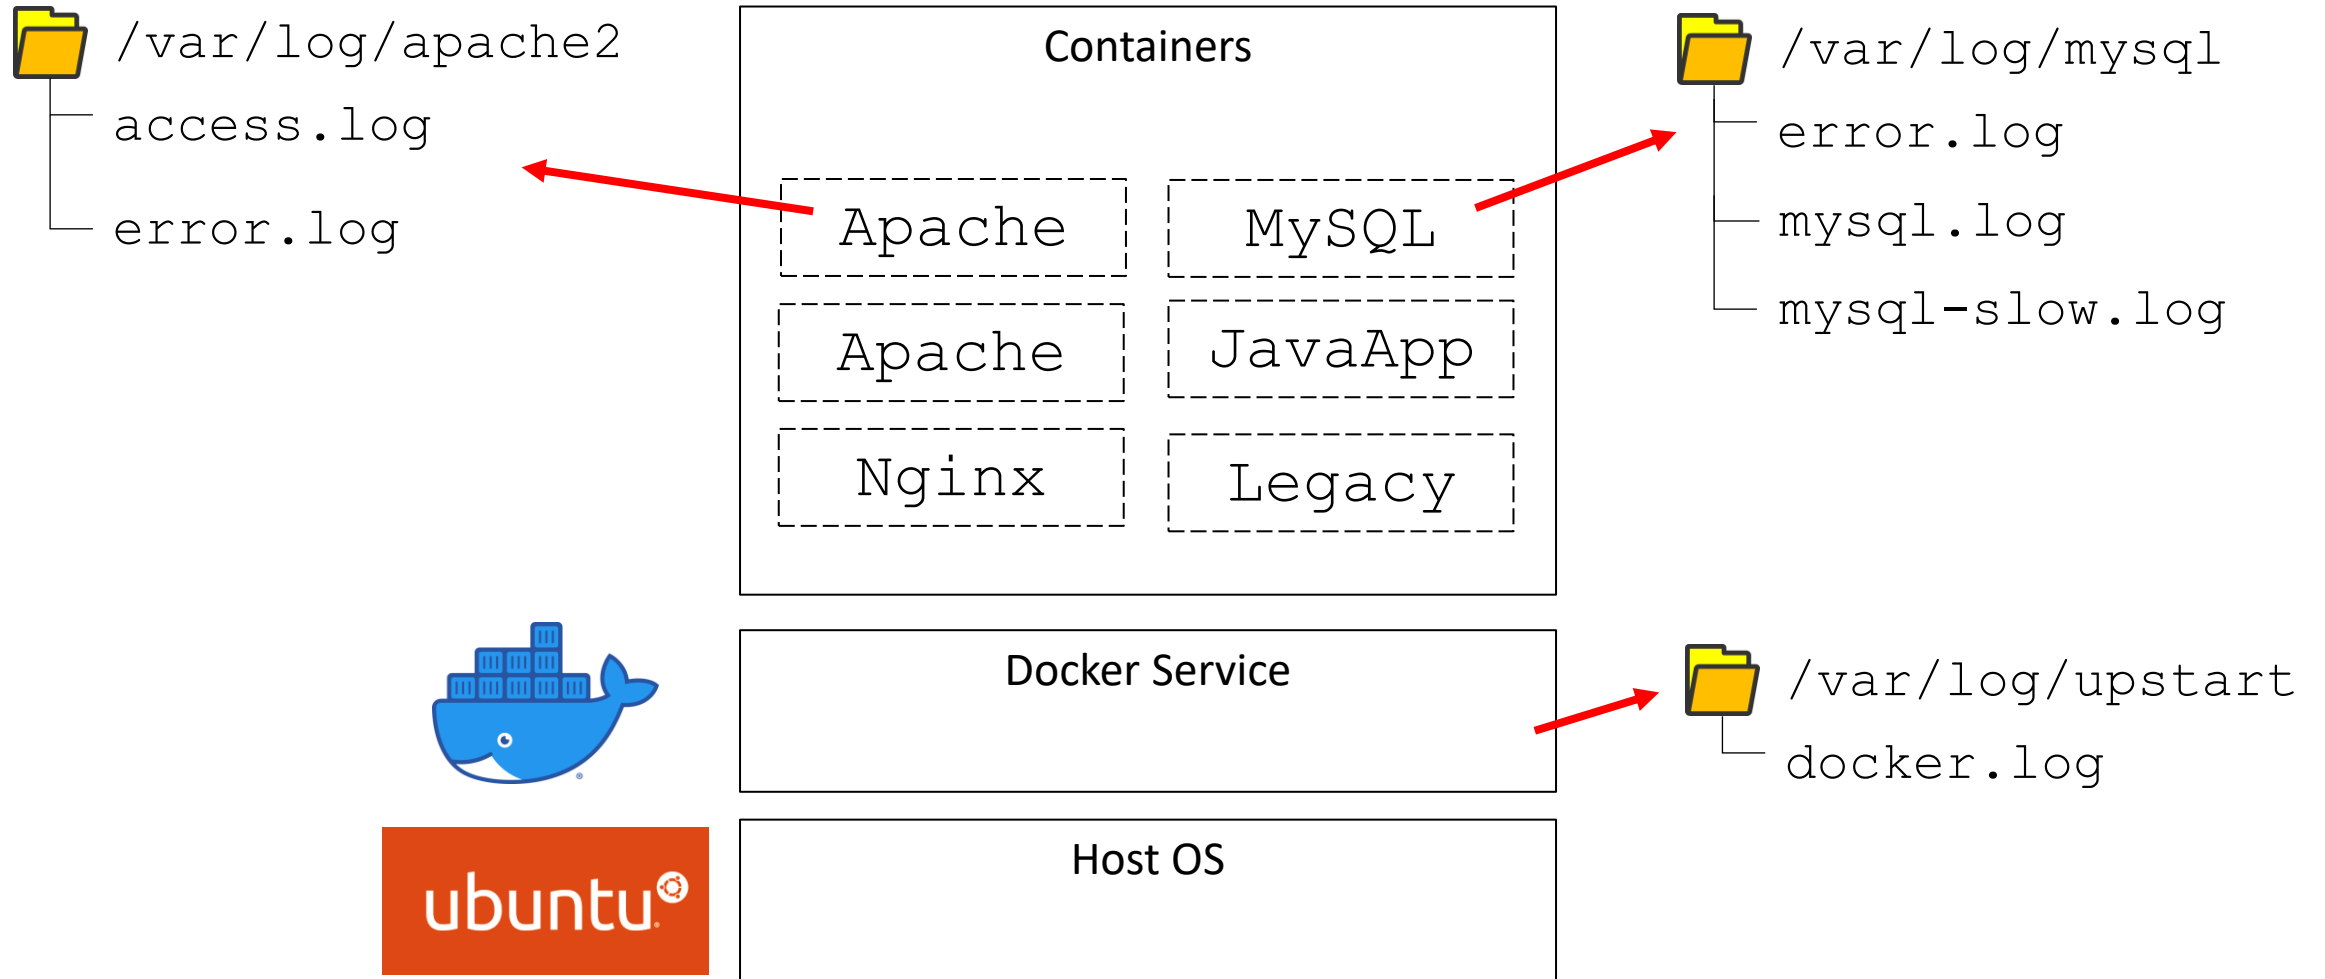 /var/log/apache2
access.log
error.log
Containers
Apache
MySQL
Apache
JavaApp
Nginx
Legacy
/var/log/mysql
error.log
mysql.log
mysql-slow.log
Docker Service
/var/log/upstart
docker.log
ubuntu®
Host OS